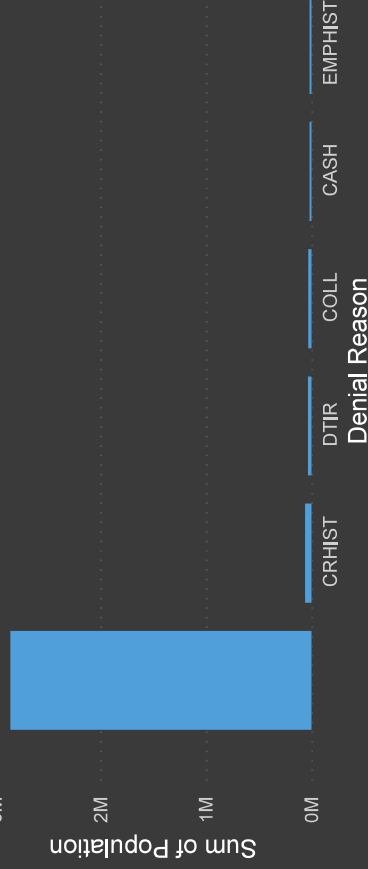 2M
1M
0M
Sum of Population
CRHIST
DTIR
COLL
CASH
EMPHIST
Denial Reason